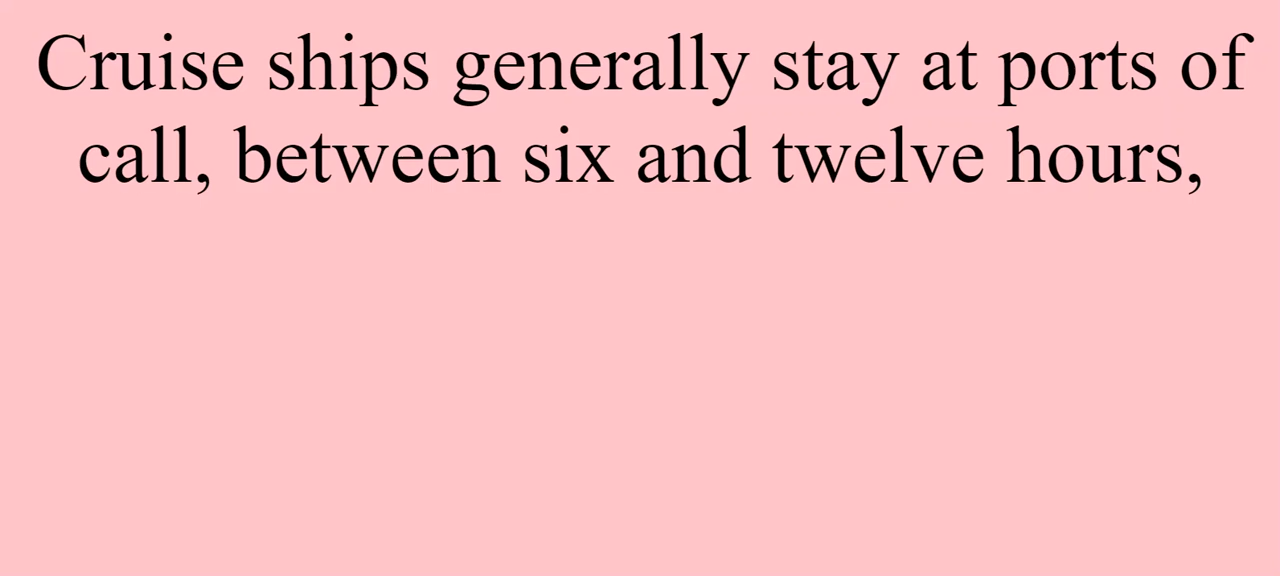 Cruise ships generally stay at ports of
call, between six and twelve hours,